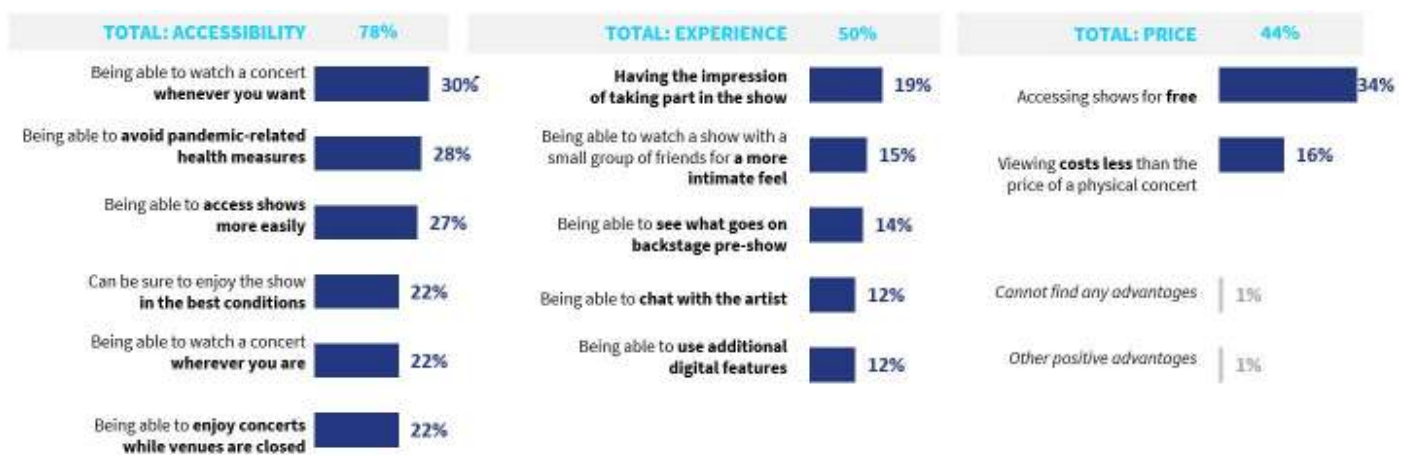 TOTAL: ACCESSIBILITY 78%
Being able to watch a concert
whenever you want
30%
Being able to avoid pandemic-related
health measures
28%
Being able to access shows
more easily
27%
Can be sure to enjoy the show
in the best conditions
22%
Being able to watch a concert
wherever you are
22%
Being able to enjoy concerts
while venues are closed
22%
TOTAL: EXPERIENCE 50%
Having the impression
of taking part in the show
19%
Being able to watch a show with a
small group of friends for a more
intimate feel
15%
Being able to see what goes on
backstage pre-show
14%
Being able to chat with the artist
12%
Being able to use additional
digital features
12%
TOTAL: PRICE 44%
Accessing shows for free
34%
Viewing costs less than the
price of a physical concert
16%
Cannot find any advantages
1%
Other positive advantages
1%